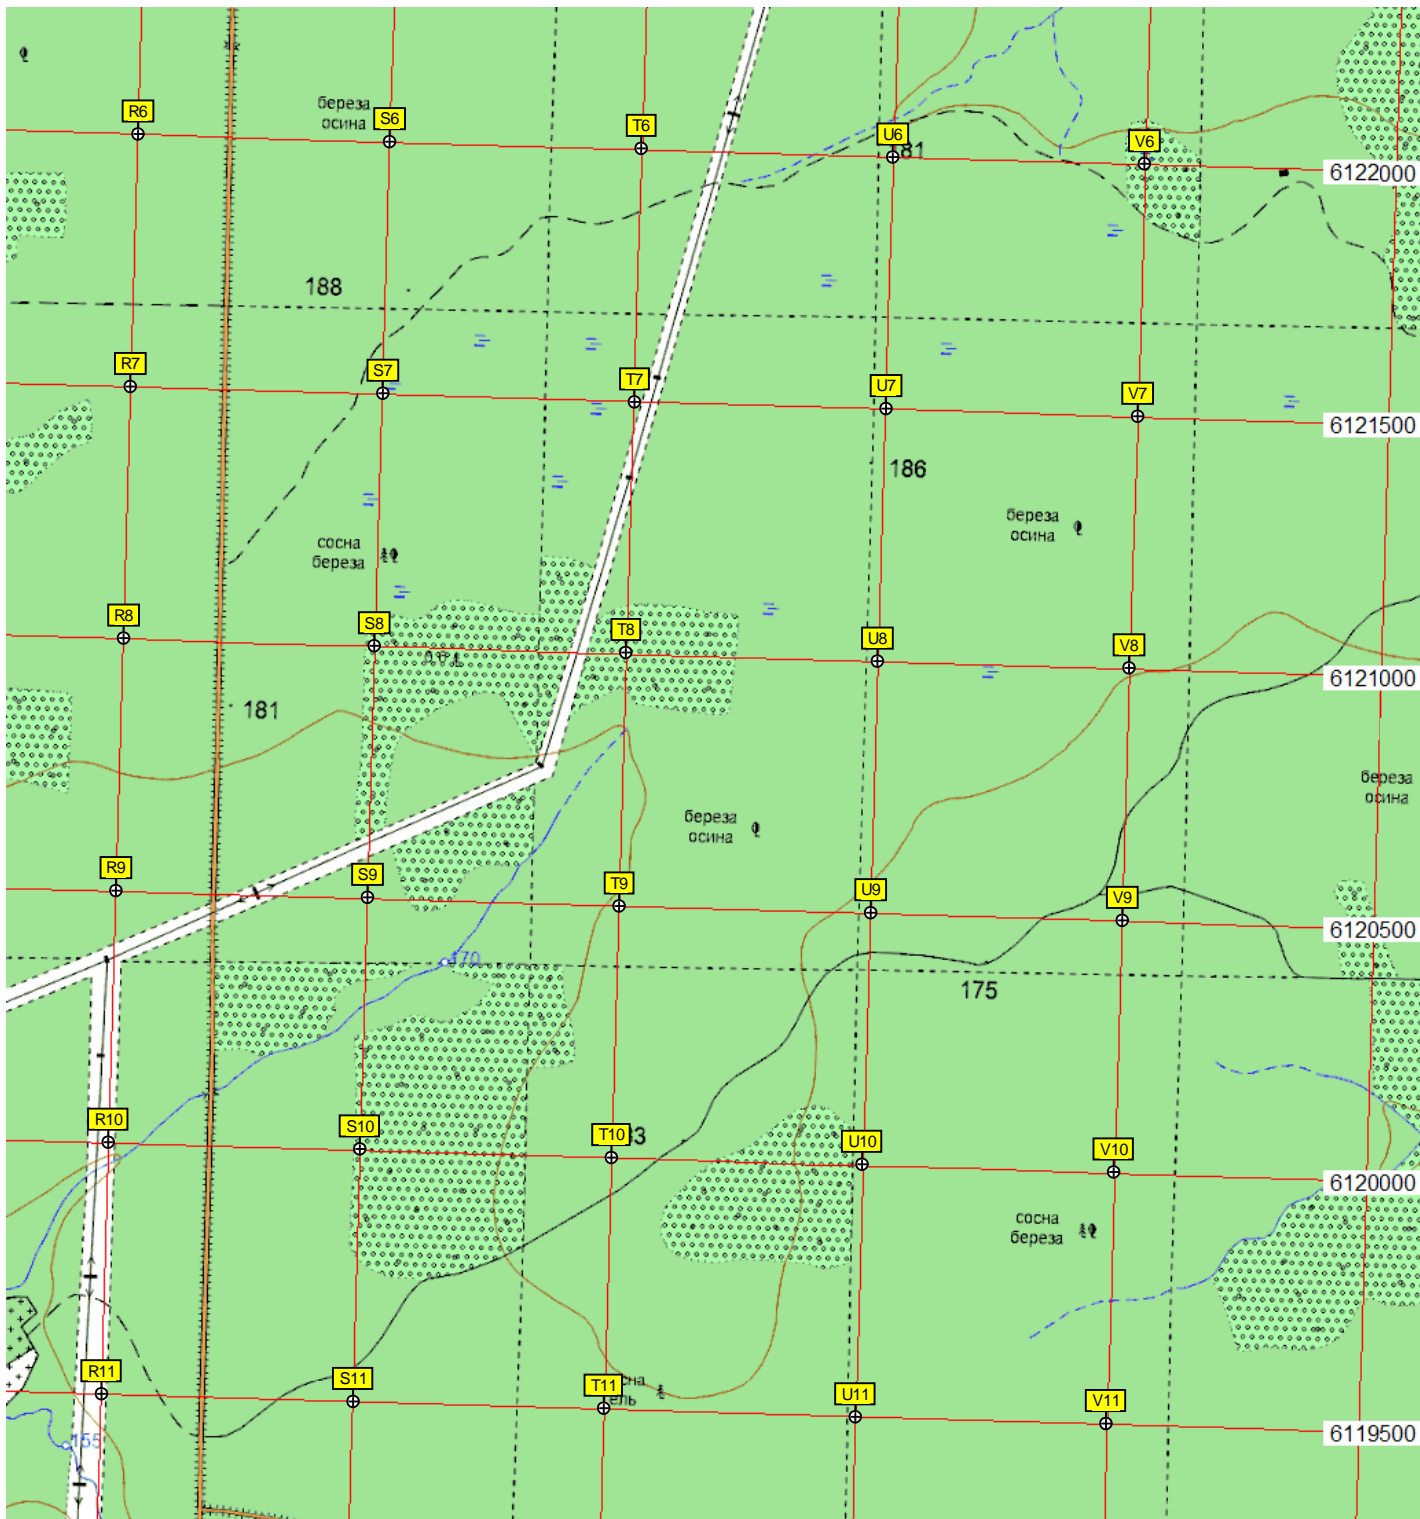 береза
осина
R6
S6
T6
U6
81
V6
6122000
188
R7
S7
T7
U7
V7
6121500
186
береза
осина
сосна
береза
R8
S8
T8
U8
V8
6121000
181
береза
осина
береза
осина
R9
S9
T9
U9
V9
6120500
170
175
R10
S10
T10
U10
V10
6120000
сосна
береза
R11
S11
T11
U11
V11
ель
6119500
155